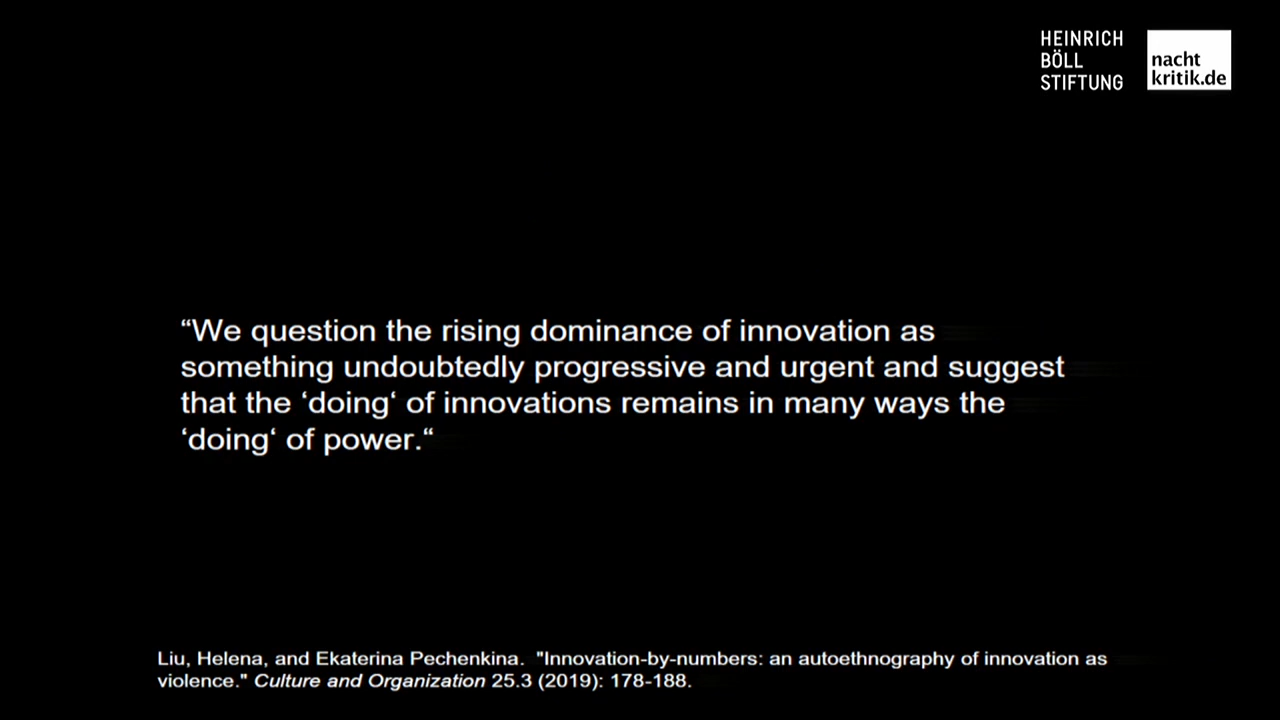 HEINRICH
BÖLL
STIFTUNG
nacht
kritik.de
“We question the rising dominance of innovation as
something undoubtedly progressive and urgent and suggest
that the ‘doing‘ of innovations remains in many ways the
‘doing‘ of power.“
Liu, Helena, and Ekaterina Pechenkina.  "Innovation-by-numbers: an autoethnography of innovation as
violence." Culture and Organization 25.3 (2019): 178-188.